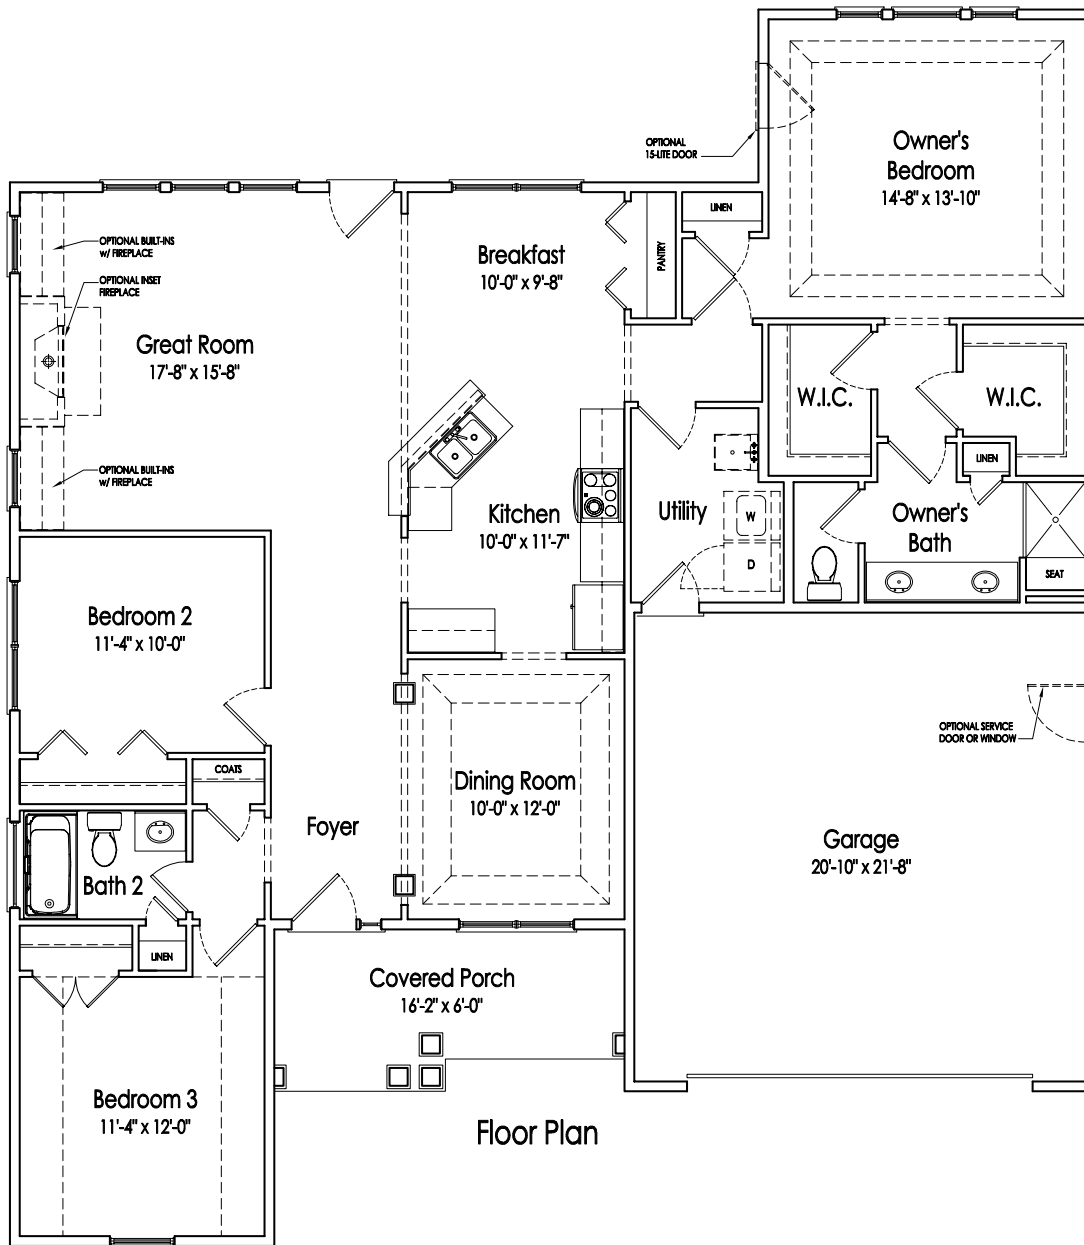 OPTIONAL
15-LITE DOOR
Owner's
Bedroom
14'-8" x 13'-10"
LINEN
OPTIONAL BUILT-INS
w/ FIREPLACE
OPTIONAL INSET
FIREPLACE
Breakfast
10'-0" x 9'-8"
PANTRY
Great Room
17'-8" x 15'-8"
W.I.C.
W.I.C.
OPTIONAL BUILT-INS
w/ FIREPLACE
LINEN
Kitchen
10'-0" x 11'-7"
Utility
W
D
Owner's
Bath
SEAT
Bedroom 2
11'-4" x 10'-0"
OPTIONAL SERVICE
DOOR OR WINDOW
COATS
Dining Room
10'-0" x 12'-0"
Foyer
Garage
20'-10" x 21'-8"
Bath 2
LINEN
Covered Porch
16'-2" x 6'-0"
Bedroom 3
11'-4" x 12'-0"
Floor Plan